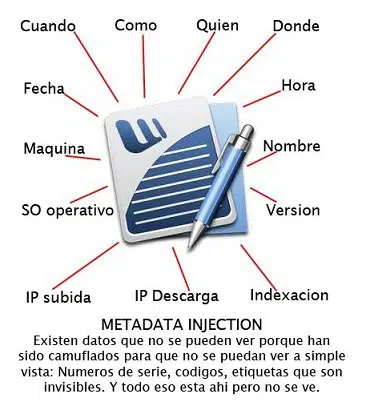 Cuando
Como
Quien
Donde
Fecha
Hora
Maquina
Nombre
SO operativo
Version
IP subida
IP Descarga
Indexacion
METADATA INJECTION
Existen datos que no se pueden ver porque han
sido camuflados para que no se puedan ver a simple
vista: Numeros de serie, codigos, etiquetas que son
invisibles. Y todo eso esta ahi pero no se ve.